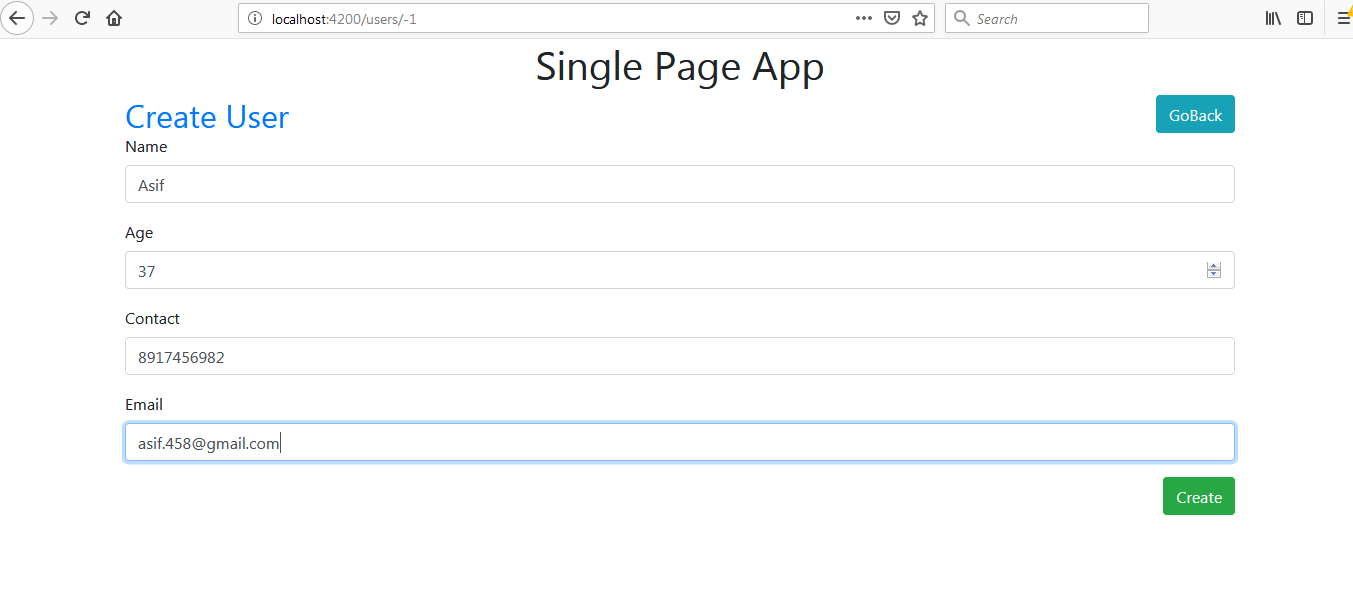 localhost:4200/users/-1
Search
Single Page App
Create User
GoBack
Name
Asif
Age
37
Contact
8917456982
Email
asif.458@gmail.com
Create